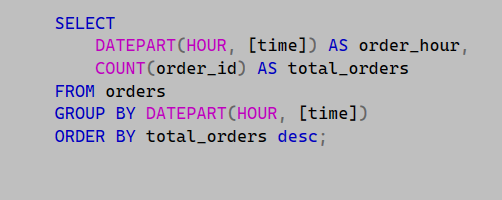 SELECT
DATEPART(HOUR, [time]) AS order_hour,
COUNT(order_id) AS total_orders
FROM orders
GROUP BY DATEPART(HOUR, [time])
ORDER BY total_orders desc;